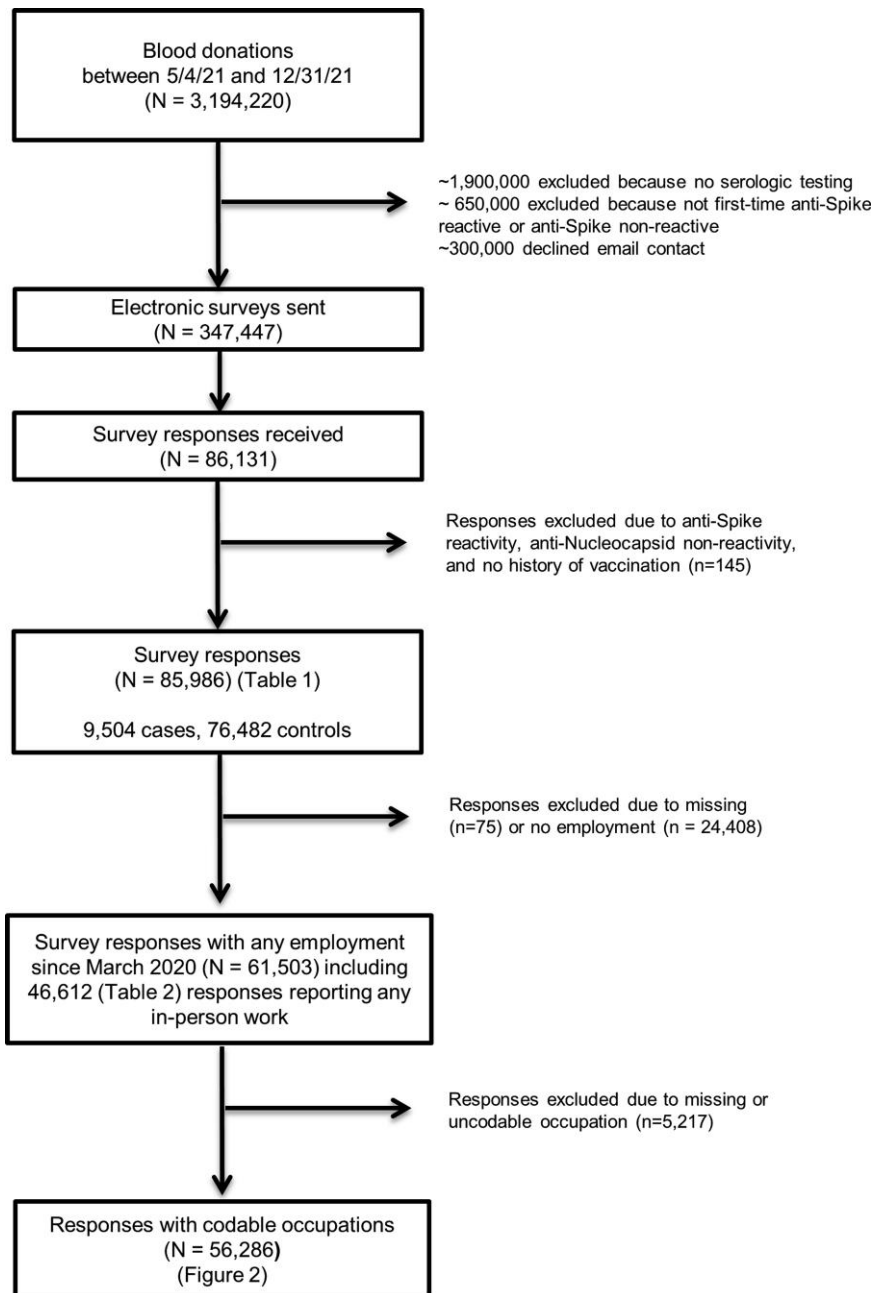 Blood donations
between 5/4/21 and 12/31/21
(N = 3,194,220)
~1,900,000 excluded because no serologic testing
~ 650,000 excluded because not first-time anti-Spike
reactive or anti-Spike non-reactive
~300,000 declined email contact
Electronic surveys sent
(N = 347,447)
Survey responses received
(N = 86,131)
Responses excluded due to anti-Spike
reactivity, anti-Nucleocapsid non-reactivity,
and no history of vaccination (n=145)
Survey responses
(N = 85,986) (Table 1)
9,504 cases, 76,482 controls
Responses excluded due to missing
(n=75) or no employment (n = 24,408)
Survey responses with any employment
since March 2020 (N = 61,503) including
46,612 (Table 2) responses reporting any
in-person work
Responses excluded due to missing or
uncodable occupation (n=5,217)
Responses with codable occupations
(N = 56,286)
(Figure 2)